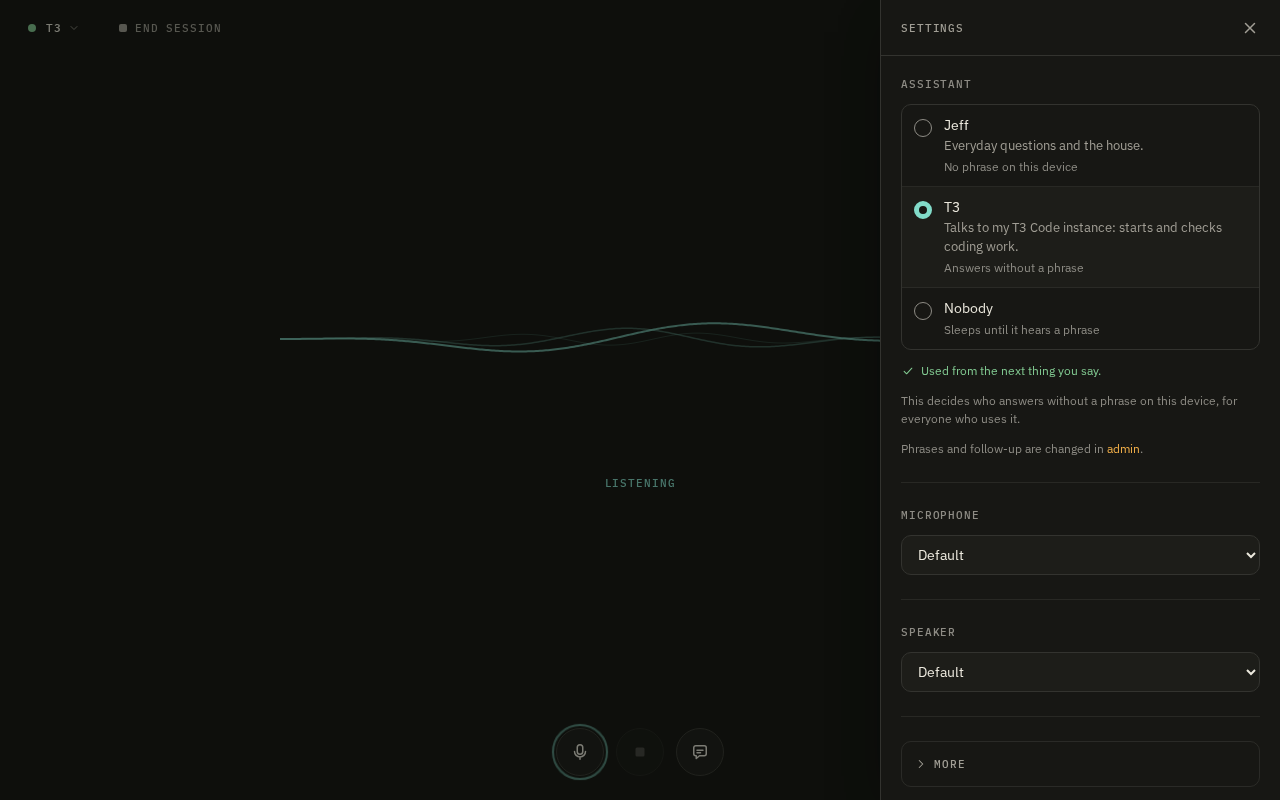 T3
END SESSION
LISTENING
SETTINGS
ASSISTANT
Jeff
Everyday questions and the house.
No phrase on this device
T3
Talks to my T3 Code instance: starts and checks
coding work.
Answers without a phrase
Nobody
Sleeps until it hears a phrase
Used from the next thing you say.
This decides who answers without a phrase on this device, for
everyone who uses it.
Phrases and follow-up are changed in admin.
MICROPHONE
Default
SPEAKER
Default
MORE